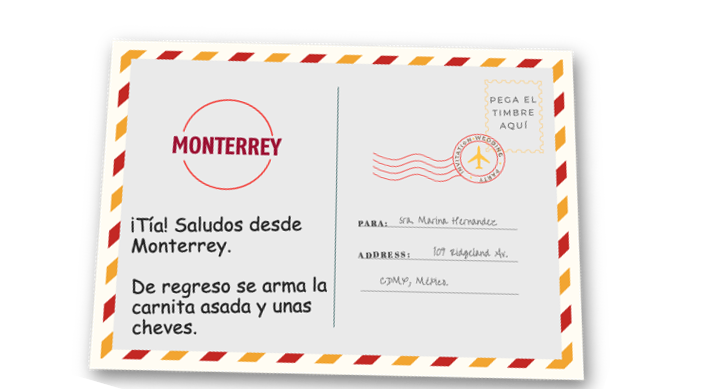 MONTERREY
¡Tía! Saludos desde
Monterrey.
De regreso se arma la
carnita asada y unas
cheves.
PEGA EL
TIMBRE
AQUÍ
INVITATION • WEDDING • PARTY
PARA: Sra. Marina Hernandez
ADDRESS: 109 Ridgeland Av.
CDMX, México.